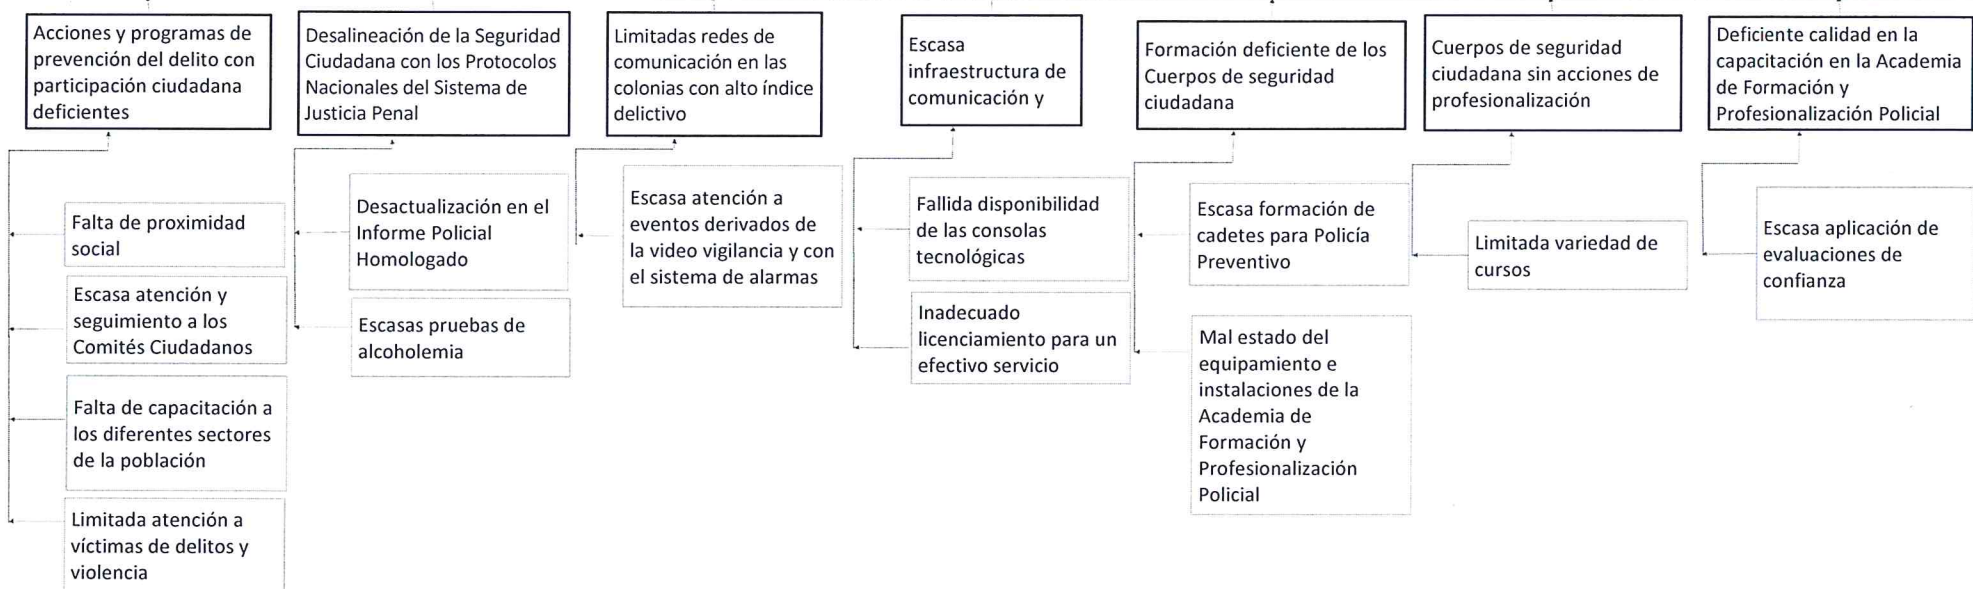 Acciones y programas de
prevención del delito con
participación ciudadana
deficientes
Desalineación de la Seguridad
Ciudadana con los Protocolos
Nacionales del Sistema de
Justicia Penal
Limitadas redes de
comunicación en las
colonias con alto índice
delictivo
Escasa
infraestructura de
comunicación y
Formación deficiente de los
Cuerpos de seguridad
ciudadana
Cuerpos de seguridad
ciudadana sin acciones de
profesionalización
Deficiente calidad en la
capacitación en la Academia
de Formación y
Profesionalización Policial
Falta de proximidad
social
Escasa atención y
seguimiento a los
Comités Ciudadanos
Falta de capacitación a
los diferentes sectores
de la población
Limitada atención a
víctimas de delitos y
violencia
Desactualización en el
Informe Policial
Homologado
Escasas pruebas de
alcoholemia
Escasa atención a
eventos derivados de
la video vigilancia y con
el sistema de alarmas
Fallida disponibilidad
de las consolas
tecnológicas
Inadecuado
licenciamiento para un
efectivo servicio
Escasa formación de
cadetes para Policía
Preventivo
Mal estado del
equipamiento e
instalaciones de la
Academia de
Formación y
Profesionalización
Policial
Limitada variedad de
cursos
Escasa aplicación de
evaluaciones de
confianza